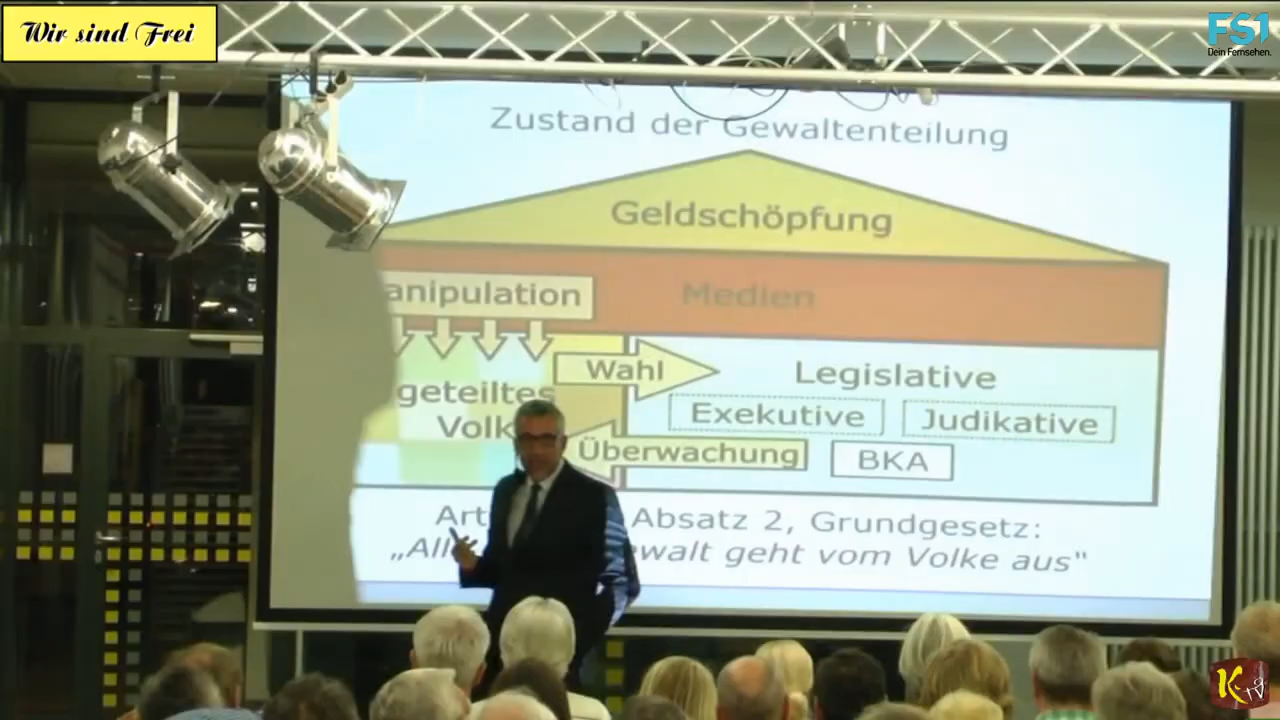 Wir sind Frei
FS1
Dein Fernsehen.
Zustand der Gewaltenteilung
Geldschöpfung
anipulation
Medien
Wahl
Legislative
geteiltes
Volk
Exekutive
Judikative
Überwachung
BKA
Art Absatz 2, Grundgesetz:
„All ewalt geht vom Volke aus"